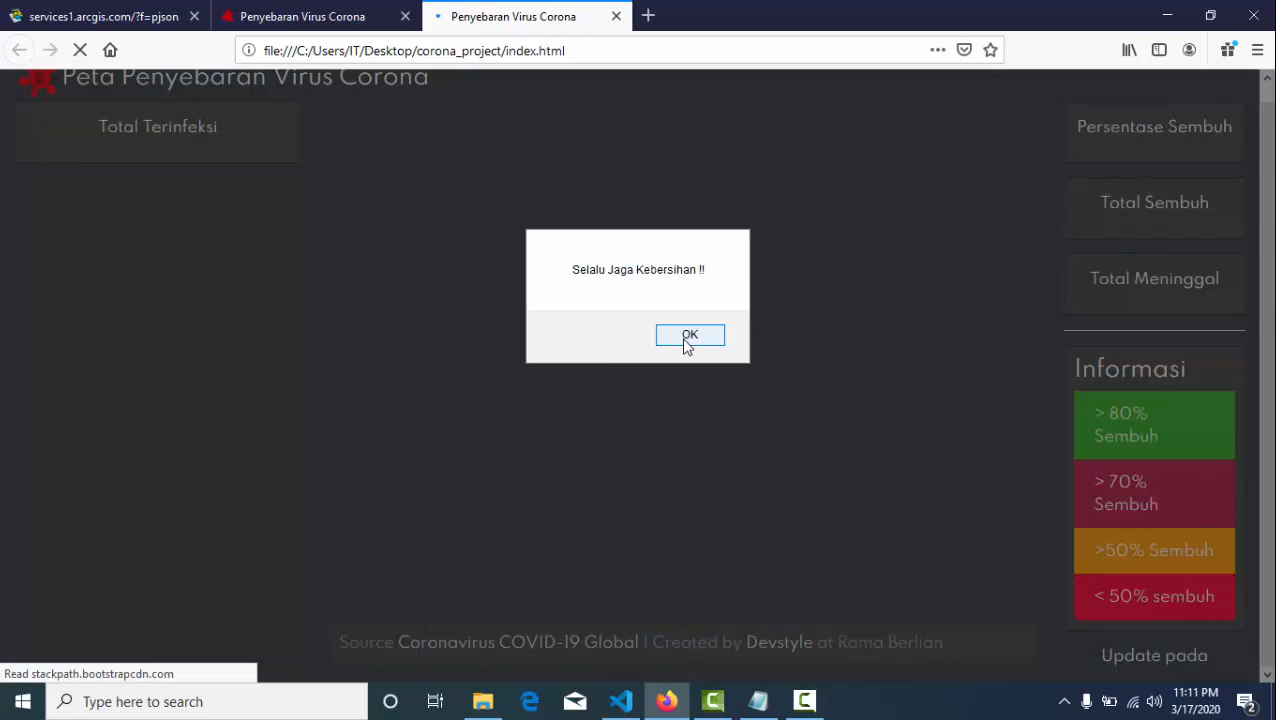 services1.arcgis.com/?f=pjson
Penyebaran Virus Corona
Penyebaran Virus Corona
file:///C:/Users/IT/Desktop/corona_project/index.html
Peta Penyebaran Virus Corona
Total Terinfeksi
Persentase Sembuh
Total Sembuh
Total Meninggal
Selalu Jaga Kebersihan !!
OK
Informasi
> 80%
Sembuh
> 70%
Sembuh
>50% Sembuh
< 50% sembuh
Source Coronavirus COVID-19 Global | Created by Devstyle at Rama Berlian
Update pada
Read stackpath.bootstrapcdn.com
Type here to search
11:11 PM
3/17/2020
2